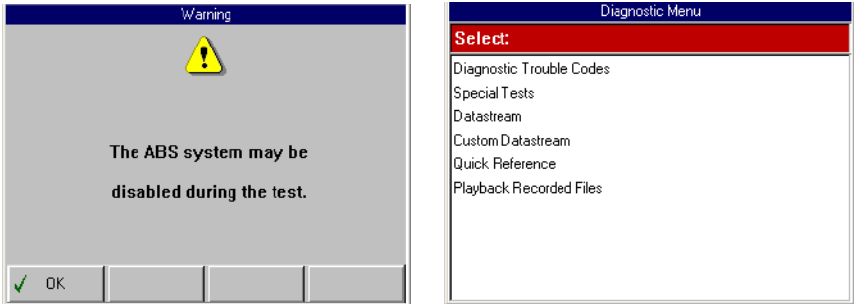 Warning
The ABS system may be
disabled during the test.
OK
Diagnostic Menu
Select:
Diagnostic Trouble Codes
Special Tests
Datastream
Custom Datastream
Quick Reference
Playback Recorded Files